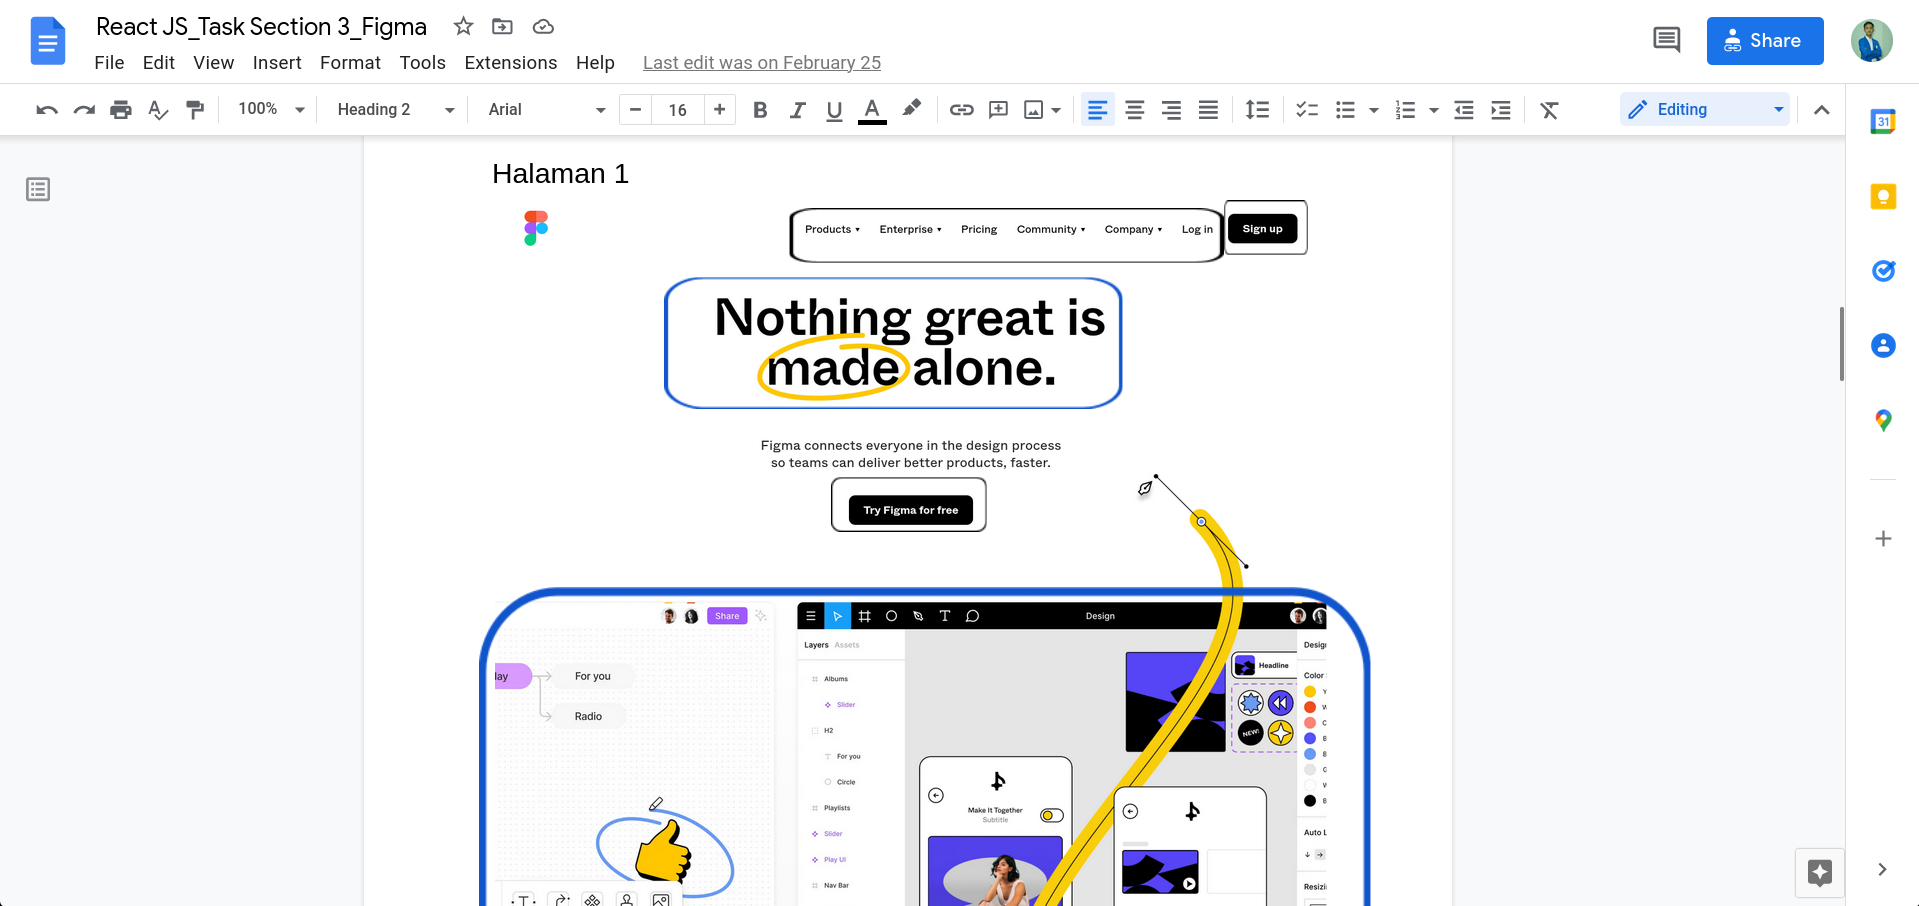 React JS_Task Section 3_Figma
File Edit View Insert Format Tools Extensions Help Last edit was on February 25
Share
100% Heading 2 Arial 16 Editing
31
Halaman 1
Products Enterprise Pricing Community Company Log in Sign up
Nothing great is
made alone.
Figma connects everyone in the design process
so teams can deliver better products, faster.
Try Figma for free
Share
Design
Layers Assets
For you
Radio
Albums
Slider
H2
For you
Circle
Playlists
Slider
Play UI
Nav Bar
Make It Together
Subtitle
Headline
NEW!
Color
Auto L